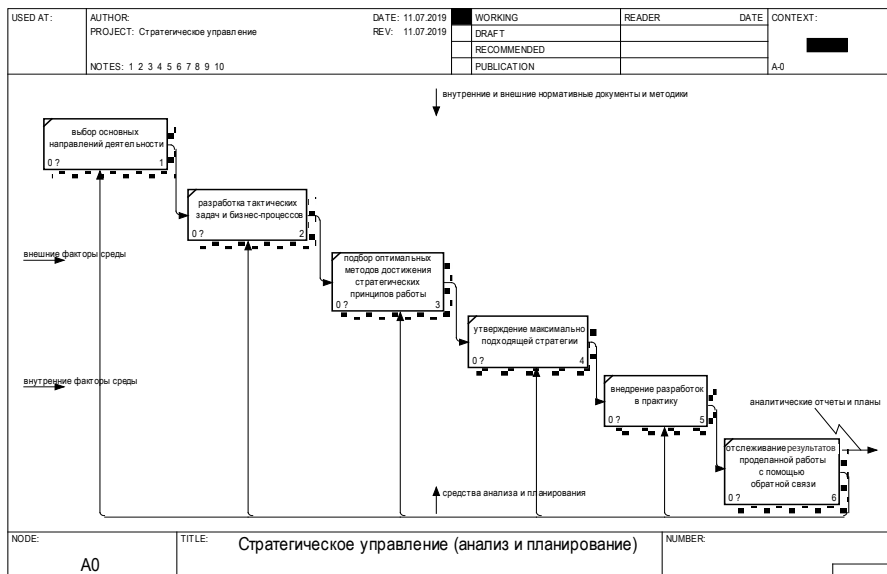 USED AT:
AUTHOR:
DATE: 11.07.2019
WORKING
READER
DATE
CONTEXT:
PROJECT: Стратегическое управление
REV: 11.07.2019
DRAFT
RECOMMENDED
NOTES: 1 2 3 4 5 6 7 8 9 10
PUBLICATION
A-0
внутренние и внешние нормативные документы и методики
выбор основных
направлений деятельности
0 ?
1
разработка тактических
задач и бизнес-процессов
0 ?
2
внешние факторы среды
подбор оптимальных
методов достижения
стратегических
принципов работы
0 ?
3
утверждение максимально
подходящей стратегии
0 ?
4
внутренние факторы среды
внедрение разработок
в практику
0 ?
5
аналитические отчеты и планы
отслеживание результатов
проделанной работы
с помощью
обратной связи
0 ?
6
средства анализа и планирования
NODE:
A0
TITLE:
Стратегическое управление (анализ и планирование)
NUMBER: